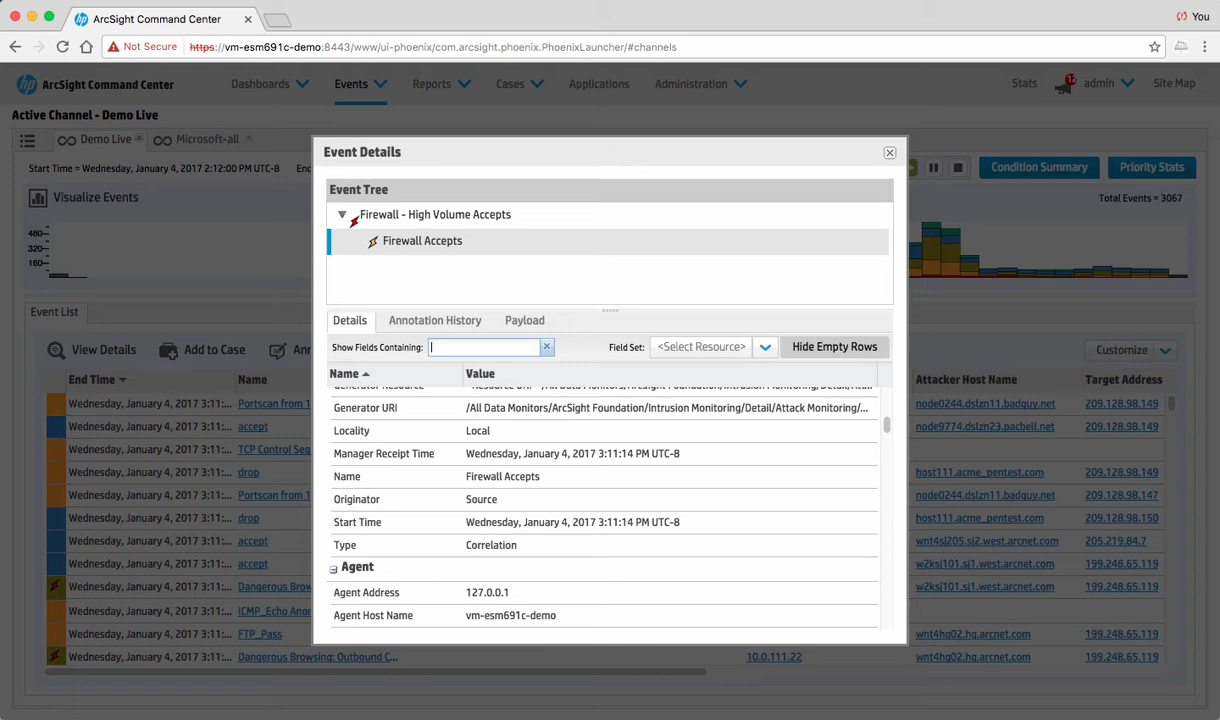 ArcSight Command Center
You
Not Secure https://vm-esm691c-demo:8443/www/ui-phoenix/com.arcsight.phoenix.PhoenixLauncher/#channels
hp ArcSight Command Center Dashboards Events Reports Cases Applications Administration Stats 12 admin Site Map
Active Channel - Demo Live
Demo Live Microsoft-all
Event Details
Start Time = Wednesday, January 4, 2017 2:12:00 PM UTC-8
Condition Summary Priority Stats
Visualize Events
Total Events = 3067
480
320
160
Event Tree
Firewall - High Volume Accepts
Firewall Accepts
Event List
Details Annotation History Payload
Show Fields Containing: Field Set: <Select Resource> Hide Empty Rows
View Details Add to Case Customize
Name Value
Generator URI /All Data Monitors/ArcSight Foundation/Intrusion Monitoring/Detail/Attack Monitoring/...
Locality Local
Manager Receipt Time Wednesday, January 4, 2017 3:11:14 PM UTC-8
Name Firewall Accepts
Originator Source
Start Time Wednesday, January 4, 2017 3:11:14 PM UTC-8
Type Correlation
Agent
Agent Address 127.0.0.1
Agent Host Name vm-esm691c-demo
End Time Name Attacker Host Name Target Address
Wednesday, January 4, 2017 3:11:... Portscan from 1 node0244.dslzn11.badguy.net 209.128.98.149
Wednesday, January 4, 2017 3:11:... accept node9774.dslzn23.pacbell.net 209.128.98.149
Wednesday, January 4, 2017 3:11:... TCP Control Seg
Wednesday, January 4, 2017 3:11:... drop host111.acme_pentest.com 209.128.98.149
Wednesday, January 4, 2017 3:11:... Portscan from 1 node0244.dslzn11.badguy.net 209.128.98.147
Wednesday, January 4, 2017 3:11:... drop host111.acme_pentest.com 209.128.98.150
Wednesday, January 4, 2017 3:11:... accept wnt4sj205.sj2.west.arcnet.com 205.219.84.7
Wednesday, January 4, 2017 3:11:... accept w2ksj101.sj1.west.arcnet.com 199.248.65.119
Wednesday, January 4, 2017 3:11:... Dangerous Brow w2ksj101.sj1.west.arcnet.com 199.248.65.119
Wednesday, January 4, 2017 3:11:... ICMP_Echo Ano
Wednesday, January 4, 2017 3:11:... FTP_Pass wnt4hg02.hq.arcnet.com 199.248.65.119
Wednesday, January 4, 2017 3:11:... Dangerous Browsing: Outbound C... 10.0.111.22 wnt4hg02.hq.arcnet.com 199.248.65.119